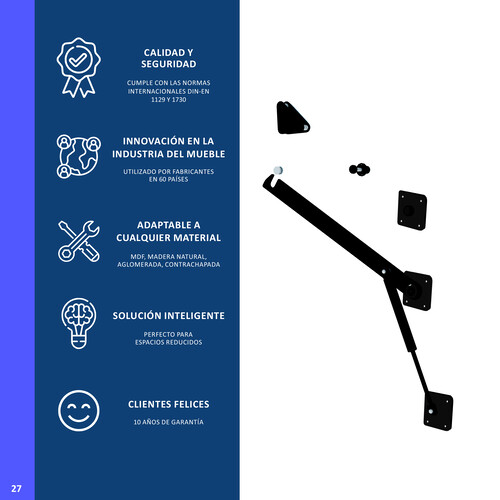 CALIDAD Y
SEGURIDAD
CUMPLE CON LAS NORMAS
INTERNACIONALES DIN-EN
1129 Y 1730
INNOVACIÓN EN LA
INDUSTRIA DEL MUEBLE
UTILIZADO POR FABRICANTES
EN 60 PAÍSES
ADAPTABLE A
CUALQUIER MATERIAL
MDF, MADERA NATURAL,
AGLOMERADA, CONTRACHAPADA
SOLUCIÓN INTELIGENTE
PERFECTO PARA
ESPACIOS REDUCIDOS
CLIENTES FELICES
10 AÑOS DE GARANTÍA
27